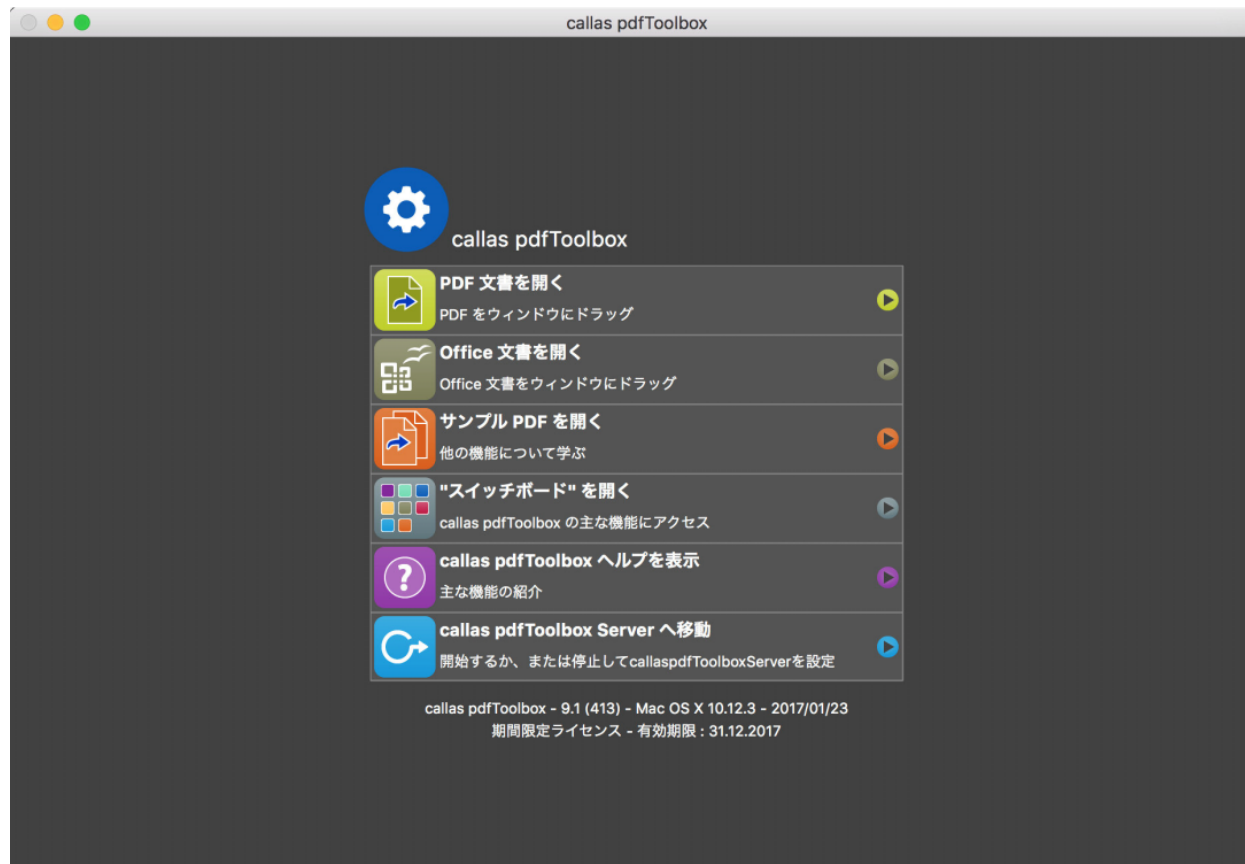 callas pdfToolbox
callas pdfToolbox
PDF 文書を開く
PDF をウィンドウにドラッグ
Office 文書を開く
Office 文書をウィンドウにドラッグ
サンプル PDF を開く
他の機能について学ぶ
"スイッチボード" を開く
callas pdfToolbox の主な機能にアクセス
callas pdfToolbox ヘルプを表示
主な機能の紹介
callas pdfToolbox Server へ移動
開始するか、または停止してcallaspdfToolboxServerを設定
callas pdfToolbox - 9.1 (413) - Mac OS X 10.12.3 - 2017/01/23
期間限定ライセンス - 有効期限 : 31.12.2017